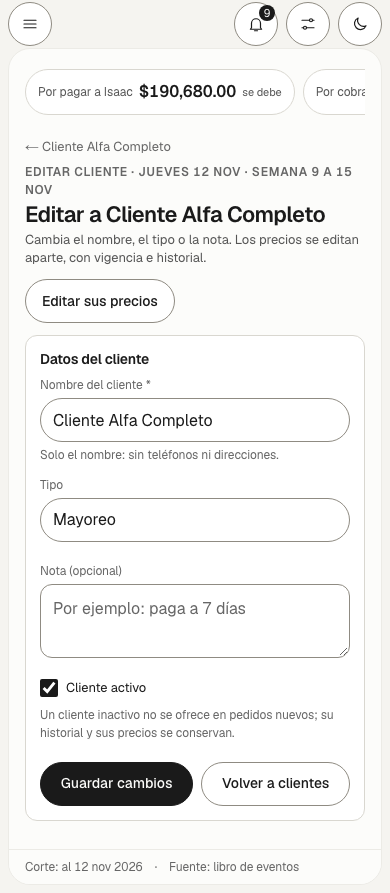 9
Por pagar a Isaac $190,680.00 se debe
Por cobra
← Cliente Alfa Completo
EDITAR CLIENTE · JUEVES 12 NOV · SEMANA 9 A 15
NOV
Editar a Cliente Alfa Completo
Cambia el nombre, el tipo o la nota. Los precios se editan
aparte, con vigencia e historial.
Editar sus precios
Datos del cliente
Nombre del cliente *
Cliente Alfa Completo
Solo el nombre: sin teléfonos ni direcciones.
Tipo
Mayoreo
Nota (opcional)
Por ejemplo: paga a 7 días
Cliente activo
Un cliente inactivo no se ofrece en pedidos nuevos; su
historial y sus precios se conservan.
Guardar cambios
Volver a clientes
Corte: al 12 nov 2026 · Fuente: libro de eventos